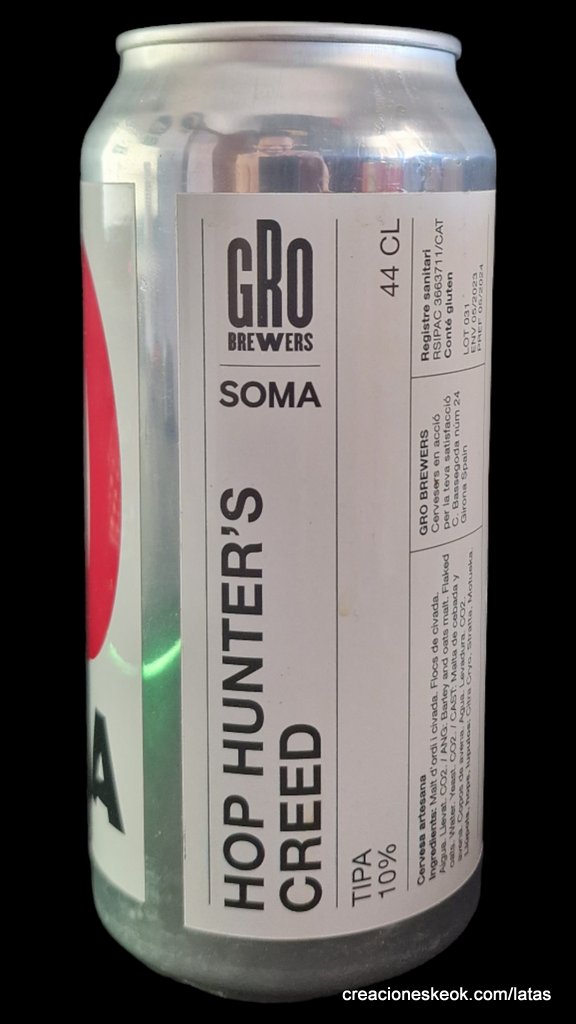 GRO
BREWERS
SOMA
HOP HUNTER'S
CREED
TIPA
10%
44 CL
Cervesa artesana
Ingredients: Malt d'ordi i civada. Flocs de civada.
Aigua. Llevat. CO2. / ANG: Barley and oats malt. Flaked
oats. Water. Yeast. CO2. / CAST: Malta de cebada y
avena. Copos de avena. Agua. Levadura. CO2.
Llúpols, hops, lúpulos: Citra Cryo, Strata, Motueka.
GRO BREWERS
Cervesers en acció
per la teva satisfacció
C. Bassegoda núm 24
Girona Spain
Registre sanitari
RSIPAC 3663711/CAT
Conté gluten
LOT 031
ENV 05/2023
PREF 05/2024
A
creacioneskeok.com/latas